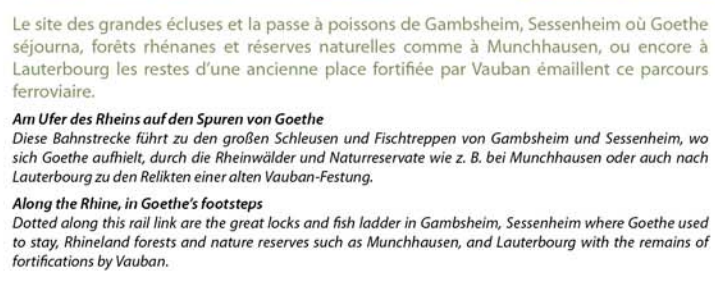 Le site des grandes écluses et la passe à poissons de Gambsheim, Sessenheim où Goethe
séjourna, forêts rhénanes et réserves naturelles comme à Munchhausen, ou encore à
Lauterbourg les restes d'une ancienne place fortifiée par Vauban émaillent ce parcours
ferroviaire.
Am Ufer des Rheins auf den Spuren von Goethe
Diese Bahnstrecke führt zu den großen Schleusen und Fischtreppen von Gambsheim und Sessenheim, wo
sich Goethe aufhielt, durch die Rheinwälder und Naturreservate wie z. B. bei Munchhausen oder auch nach
Lauterbourg zu den Relikten einer alten Vauban-Festung.
Along the Rhine, in Goethe's footsteps
Dotted along this rail link are the great locks and fish ladder in Gambsheim, Sessenheim where Goethe used
to stay, Rhineland forests and nature reserves such as Munchhausen, and Lauterbourg with the remains of
fortifications by Vauban.